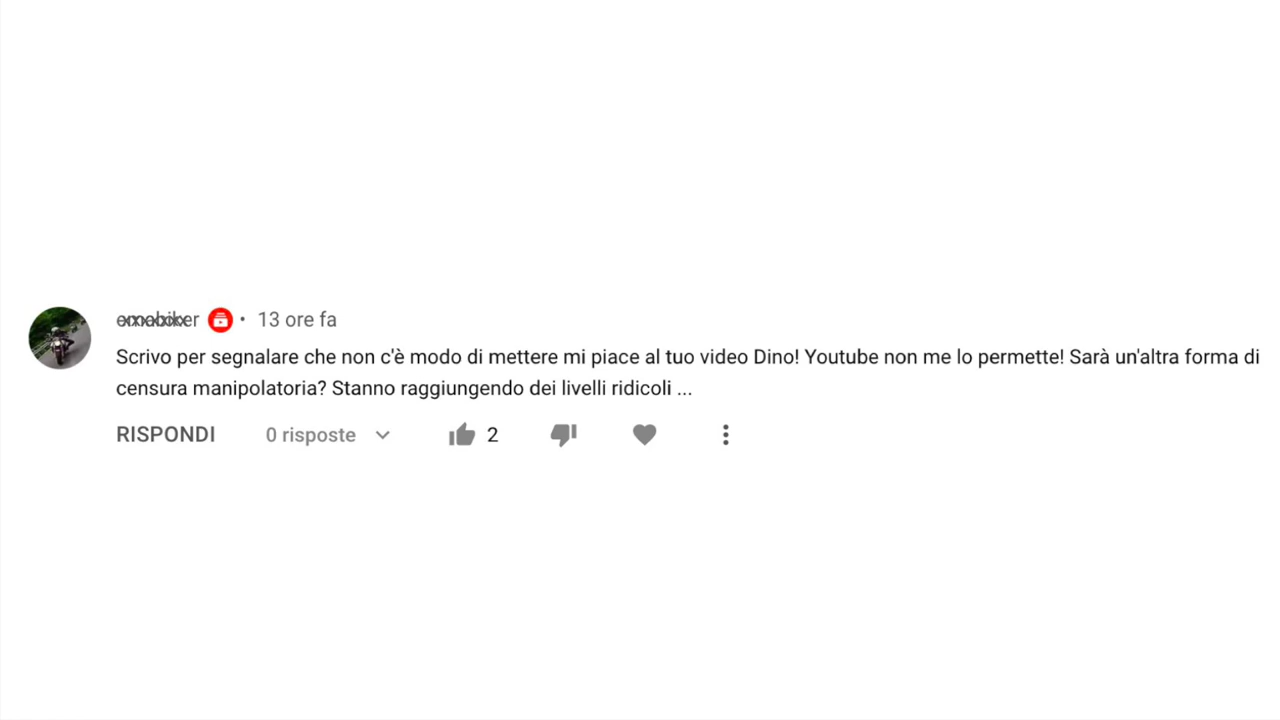 • 13 ore fa
Scrivo per segnalare che non c'è modo di mettere mi piace al tuo video Dino! Youtube non me lo permette! Sarà un'altra forma di
censura manipolatoria? Stanno raggiungendo dei livelli ridicoli ...
RISPONDI 0 risposte 2